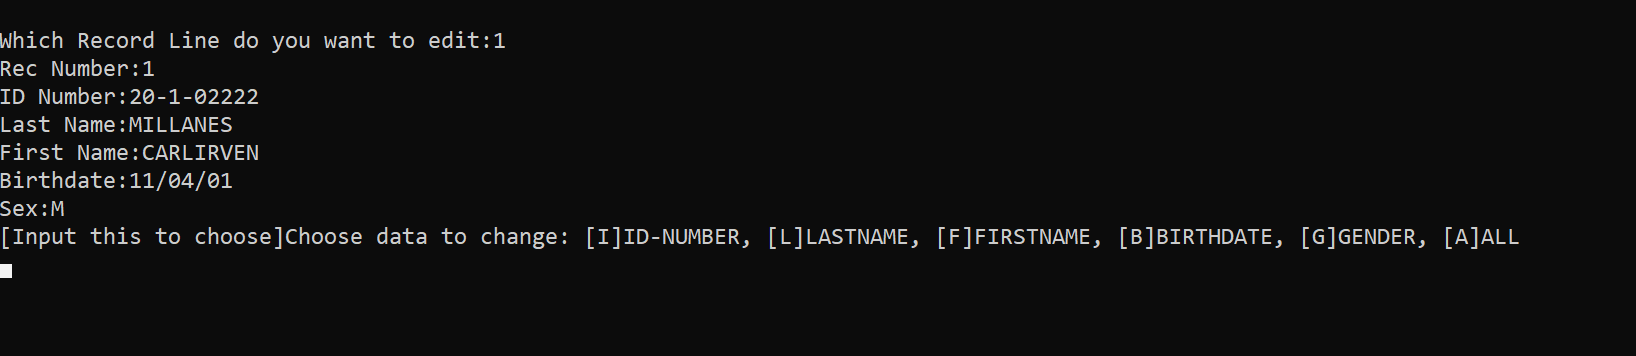 Which Record Line do you want to edit:1
Rec Number:1
ID Number:20-1-02222
Last Name:MILLANES
First Name:CARLIRVEN
Birthdate:11/04/01
Sex:M
[Input this to choose]Choose data to change: [I]ID-NUMBER, [L]LASTNAME, [F]FIRSTNAME, [B]BIRTHDATE, [G]GENDER, [A]ALL